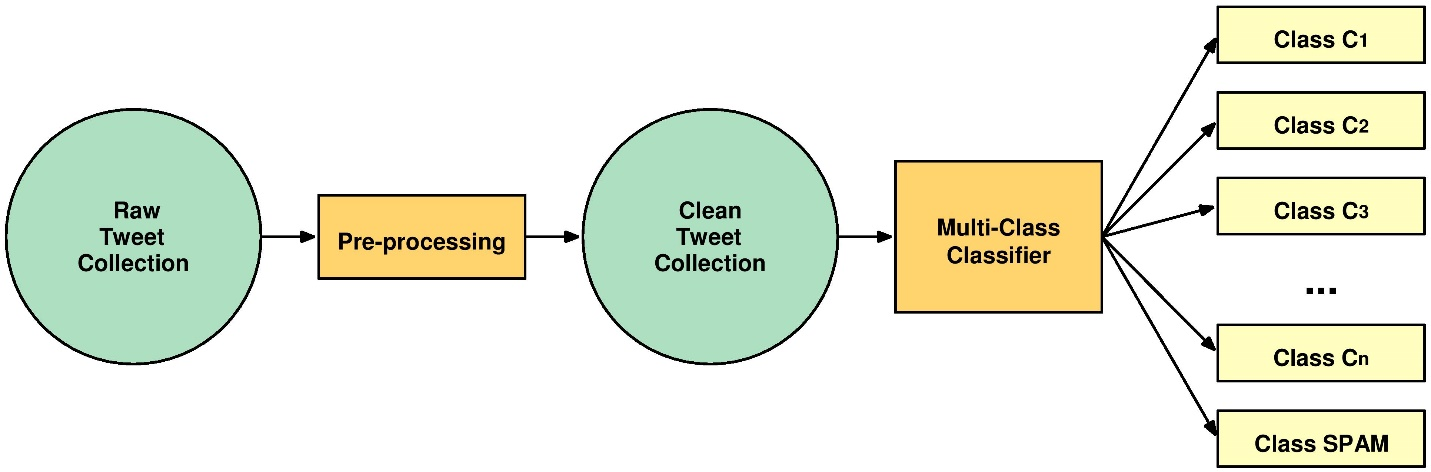 Raw
Tweet
Collection
Pre-processing
Clean
Tweet
Collection
Multi-Class
Classifier
Class C1
Class C2
Class C3
...
Class Cn
Class SPAM